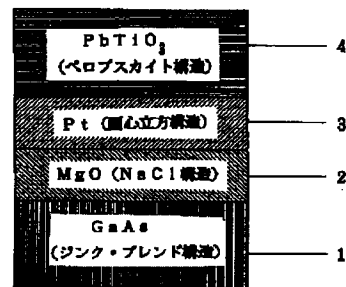 PbTiO₃
(ペロブスカイト構造)
4
Pt (面心立方構造)
3
MgO (NaCl構造)
2
GaAs
(ジンク・ブレンド構造)
1